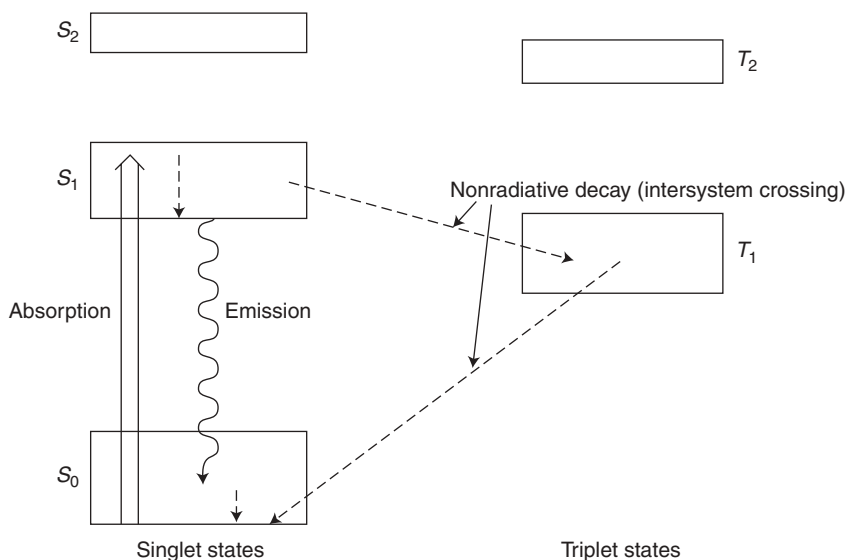 S2
T2
S1
Nonradiative decay (intersystem crossing)
T1
Absorption
Emission
S0
Singlet states
Triplet states